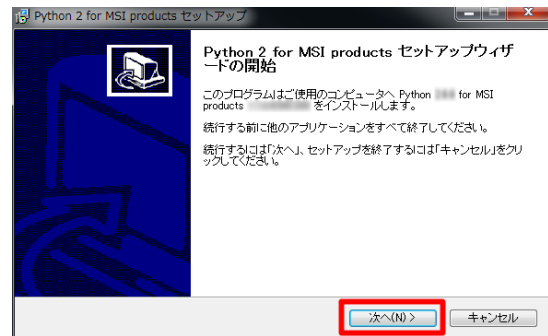 Python 2 for MSI products セットアップ
Python 2 for MSI products セットアップウィザ
ードの開始
このプログラムはご使用のコンピュータへ Python for MSI
products をインストールします。
続行する前に他のアプリケーションをすべて終了してください。
続行するには「次へ」、セットアップを終了するには「キャンセル」をクリ
ックしてください。
次へ(N) >
キャンセル